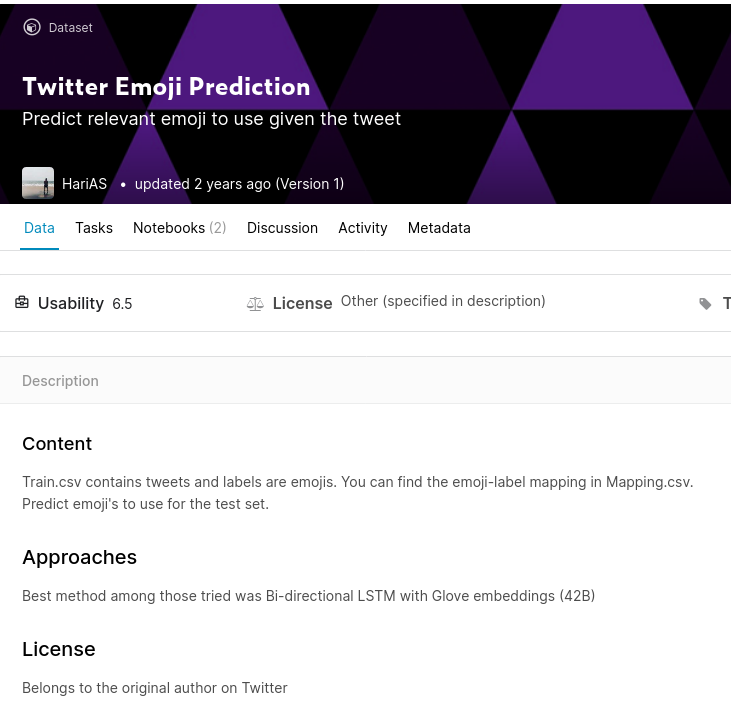 Dataset
Twitter Emoji Prediction
Predict relevant emoji to use given the tweet
HariAS • updated 2 years ago (Version 1)
Data Tasks Notebooks (2) Discussion Activity Metadata
Usability 6.5 License Other (specified in description) T
Description
Content
Train.csv contains tweets and labels are emojis. You can find the emoji-label mapping in Mapping.csv.
Predict emoji's to use for the test set.
Approaches
Best method among those tried was Bi-directional LSTM with Glove embeddings (42B)
License
Belongs to the original author on Twitter